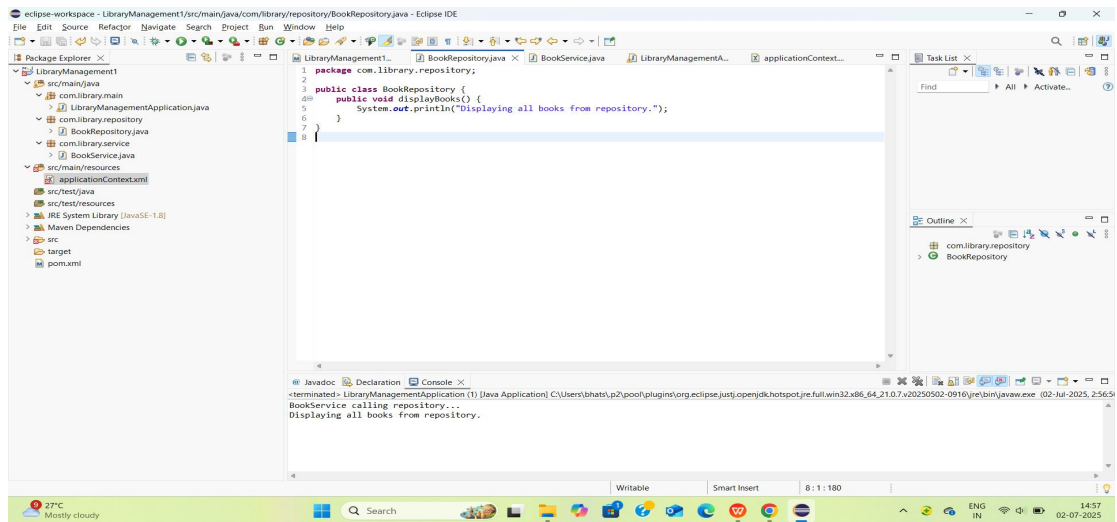 eclipse-workspace - LibraryManagement1/src/main/java/com/library/repository/BookRepository.java - Eclipse IDE
File Edit Source Refactor Navigate Search Project Run Window Help
Package Explorer
LibraryManagement1
src/main/java
com.library.main
LibraryManagementApplication.java
com.library.repository
BookRepository.java
com.library.service
BookService.java
src/main/resources
applicationContext.xml
src/test/java
src/test/resources
JRE System Library [JavaSE-1.8]
Maven Dependencies
src
target
pom.xml
LibraryManagement1... BookRepository.java BookService.java LibraryManagementA... applicationContext....
1 package com.library.repository;
2
3 public class BookRepository {
4 public void displayBooks() {
5 System.out.println("Displaying all books from repository.");
6 }
7 }
8
Task List
Find All Activate...
Outline
com.library.repository
BookRepository
Javadoc Declaration Console
<terminated> LibraryManagementApplication (1) [Java Application] C:\Users\bhats\.p2\pool\plugins\org.eclipse.justj.openjdk.hotspot.jre.full.win32.x86_64_21.0.7.v20250502-0916\jre\bin\javaw.exe (02-Jul-2025, 2:56:5
BookService calling repository...
Displaying all books from repository.
Writable Smart Insert 8 : 1 : 180
9
27°C
Mostly cloudy
Search
ENG
IN
14:57
02-07-2025